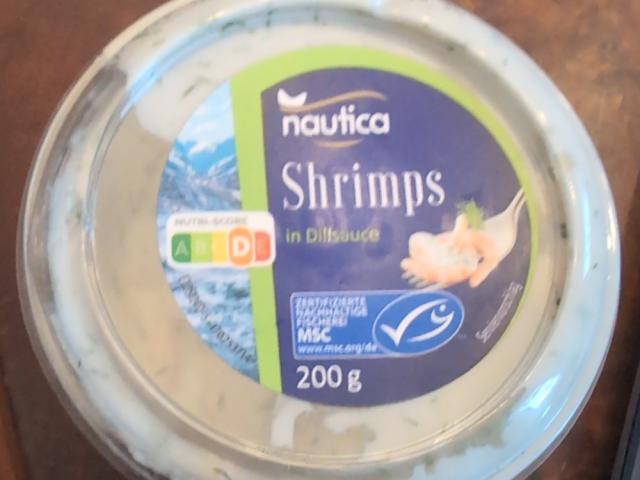 nautica
Shrimps
in Dillsauce
NUTRI-SCORE
A B C D E
ZERTIFIZIERTE
NACHHALTIGE
FISCHEREI
MSC
www.msc.org/de
200 g